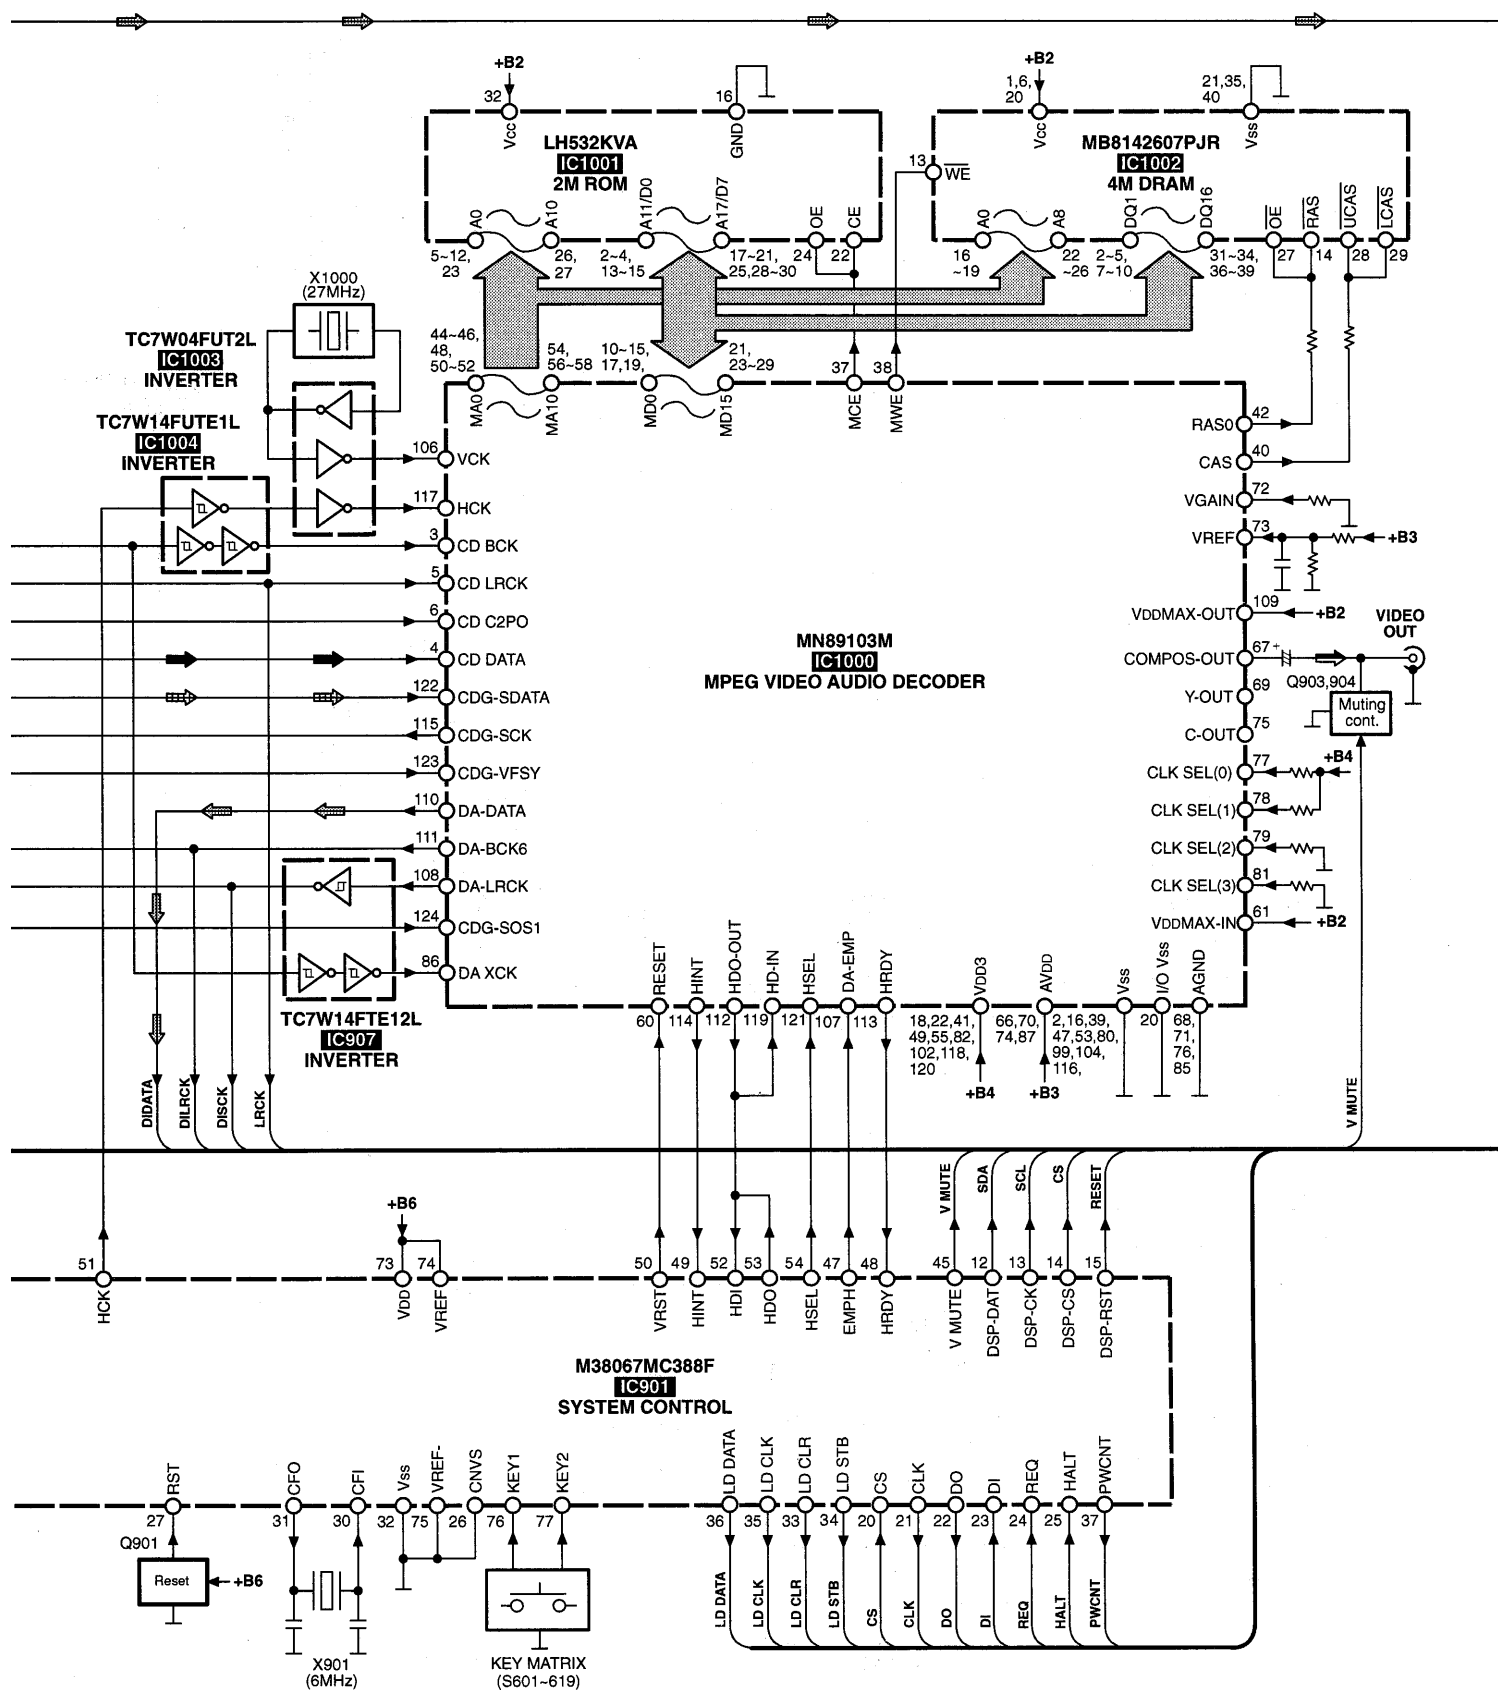 +B2
32
Vcc
16
GND
LH532KVA
IC1001
2M ROM
A0
A10
A11/D0
A17/D7
OE
CE
5~12,
23
26,
27
2~4,
13~15
17~21,
25,28~30
24
22
+B2
1,6,
20
Vcc
21,35,
40
Vss
MB8142607PJR
IC1002
4M DRAM
13
WE
A0
A8
DQ1
DQ16
OE
RAS
UCAS
LCAS
16
~19
22
~26
2~5,
7~10
31~34,
36~39
27
14
28
29
X1000
(27MHz)
TC7W04FUT2L
IC1003
INVERTER
TC7W14FUTE1L
IC1004
INVERTER
44~46,
48,
50~52
54,
56~58
10~15,
17,19,
21,
23~29
37
38
MA0
MA10
MD0
MD15
MCE
MWE
106
VCK
117
HCK
3
CD BCK
5
CD LRCK
6
CD C2PO
4
CD DATA
122
CDG-SDATA
115
CDG-SCK
123
CDG-VFSY
110
DA-DATA
111
DA-BCK6
108
DA-LRCK
124
CDG-SOS1
86
DA XCK
MN89103M
IC1000
MPEG VIDEO AUDIO DECODER
RAS0
42
CAS
40
VGAIN
72
VREF
73
+B3
VDDMAX-OUT
109
+B2
COMPOS-OUT
67
+
VIDEO
OUT
Q903,904
Muting
cont.
Y-OUT
69
C-OUT
75
CLK SEL(0)
77
+B4
CLK SEL(1)
78
CLK SEL(2)
79
CLK SEL(3)
81
VDDMAX-IN
61
+B2
TC7W14FTE12L
IC907
INVERTER
RESET
HINT
HDO-OUT
HD-IN
HSEL
DA-EMP
HRDY
VDD3
AVDD
Vss
I/O Vss
AGND
60
114
112
119
121
107
113
18,22,41,
49,55,82,
102,118,
120
+B4
66,70,
74,87
+B3
2,16,39,
47,53,80,
99,104,
116,
20
68,
71,
76,
85
DIDATA
DILRCK
DISCK
LRCK
V MUTE
V MUTE
SDA
SCL
CS
RESET
51
HCK
+B6
73
74
VDD
VREF
50
49
52
53
54
47
48
45
12
13
14
15
VRST
HINT
HDI
HDO
HSEL
EMPH
HRDY
V MUTE
DSP-DAT
DSP-CK
DSP-CS
DSP-RST
M38067MC388F
IC901
SYSTEM CONTROL
RST
CFO
CFI
Vss
VREF-
CNVS
KEY1
KEY2
LD DATA
LD CLK
LD CLR
LD STB
CS
CLK
DO
DI
REQ
HALT
PWCNT
27
31
30
32
75
26
76
77
36
35
33
34
20
21
22
23
24
25
37
Q901
Reset
+B6
X901
(6MHz)
KEY MATRIX
(S601~619)
LD DATA
LD CLK
LD CLR
LD STB
CS
CLK
DO
DI
REQ
HALT
PWCNT